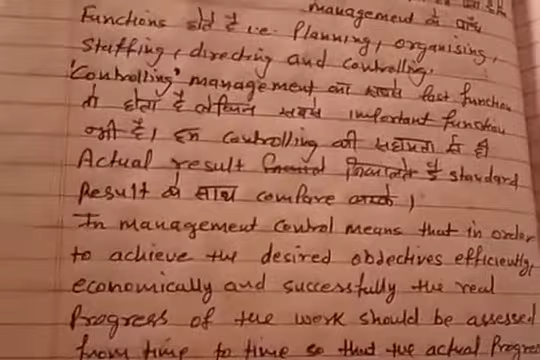 management के पांच
Functions होते हैं i.e. Planning, organising,
Staffing, directing and controlling.
'Controlling' management का सबसे last function
तो होता है लेकिन सबसे important function
भी है। हम controlling की सहायता से ही
Actual result निकालते हैं standard
Result के साथ compare करके।
In management control means that in order
to achieve the desired objectives efficiently,
economically and successfully the real
Progress of the work should be assessed
from time to time so that the actual Progress